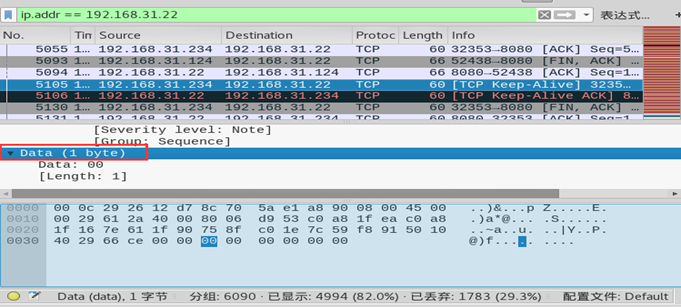 ip.addr == 192.168.31.22 表达式…
No. Tin Source Destination Protoc Length Info
5055 1… 192.168.31.234 192.168.31.22 TCP 60 32353→8080 [ACK] Seq=5…
5093 1… 192.168.31.124 192.168.31.22 TCP 66 52438→8080 [FIN, ACK]
5094 1… 192.168.31.22 192.168.31.124 TCP 66 8080→52438 [ACK] Seq=1…
5105 1… 192.168.31.234 192.168.31.22 TCP 60 [TCP Keep-Alive] 3235…
5106 1… 192.168.31.22 192.168.31.234 TCP 66 [TCP Keep-Alive ACK] 8…
5130 1… 192.168.31.234 192.168.31.22 TCP 60 32353→8080 [FIN, ACK]
5131 1… 192.168.31.22 192.168.31.234 TCP 60 8080→32353 [ACK] Seq=1
[Severity level: Note]
[Group: Sequence]
Data (1 byte)
Data: 00
[Length: 1]
0000 00 0c 29 26 12 d7 8c 70 5a e1 a8 90 08 00 45 00 ..)&...p Z.....E.
0010 00 29 61 2a 40 00 80 06 d9 53 c0 a8 1f ea c0 a8 .)a*@... .S......
0020 1f 16 7e 61 1f 90 75 8f c0 1e 7c 59 f8 91 50 10 ..~a..u. ..|Y..P.
0030 40 29 66 ce 00 00 00 00 00 00 00 00 @)f..... ....
Data (data), 1 字节 分组: 6090 · 已显示: 4994 (82.0%) · 已丢弃: 1783 (29.3%) 配置文件: Default